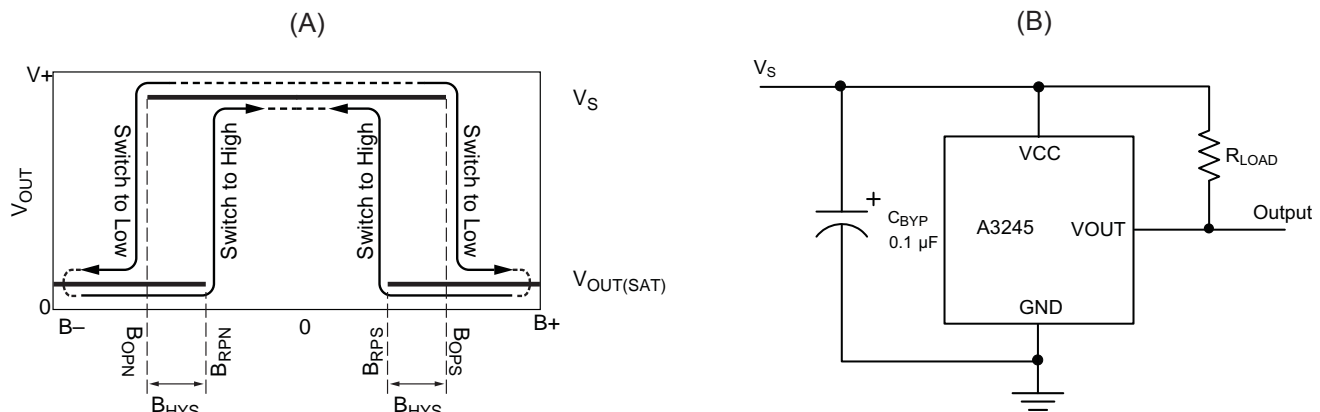 (A)
V+
VS
Switch to Low
Switch to High
Switch to High
Switch to Low
VOUT
VOUT(SAT)
0
B–
0
B+
BOPN
BRPN
BRPS
BOPS
BHYS
BHYS
(B)
VS
VCC
RLOAD
+
CBYP
0.1 µF
A3245
VOUT
Output
GND